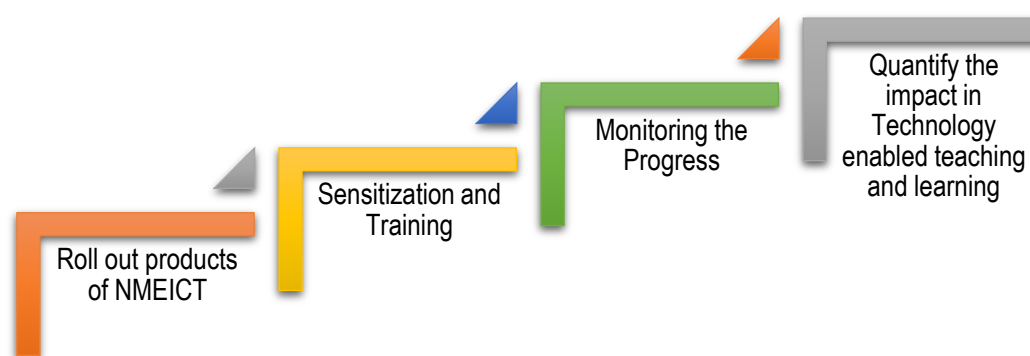 Roll out products
of NMEICT
Sensitization and
Training
Monitoring the
Progress
Quantify the
impact in
Technology
enabled teaching
and learning